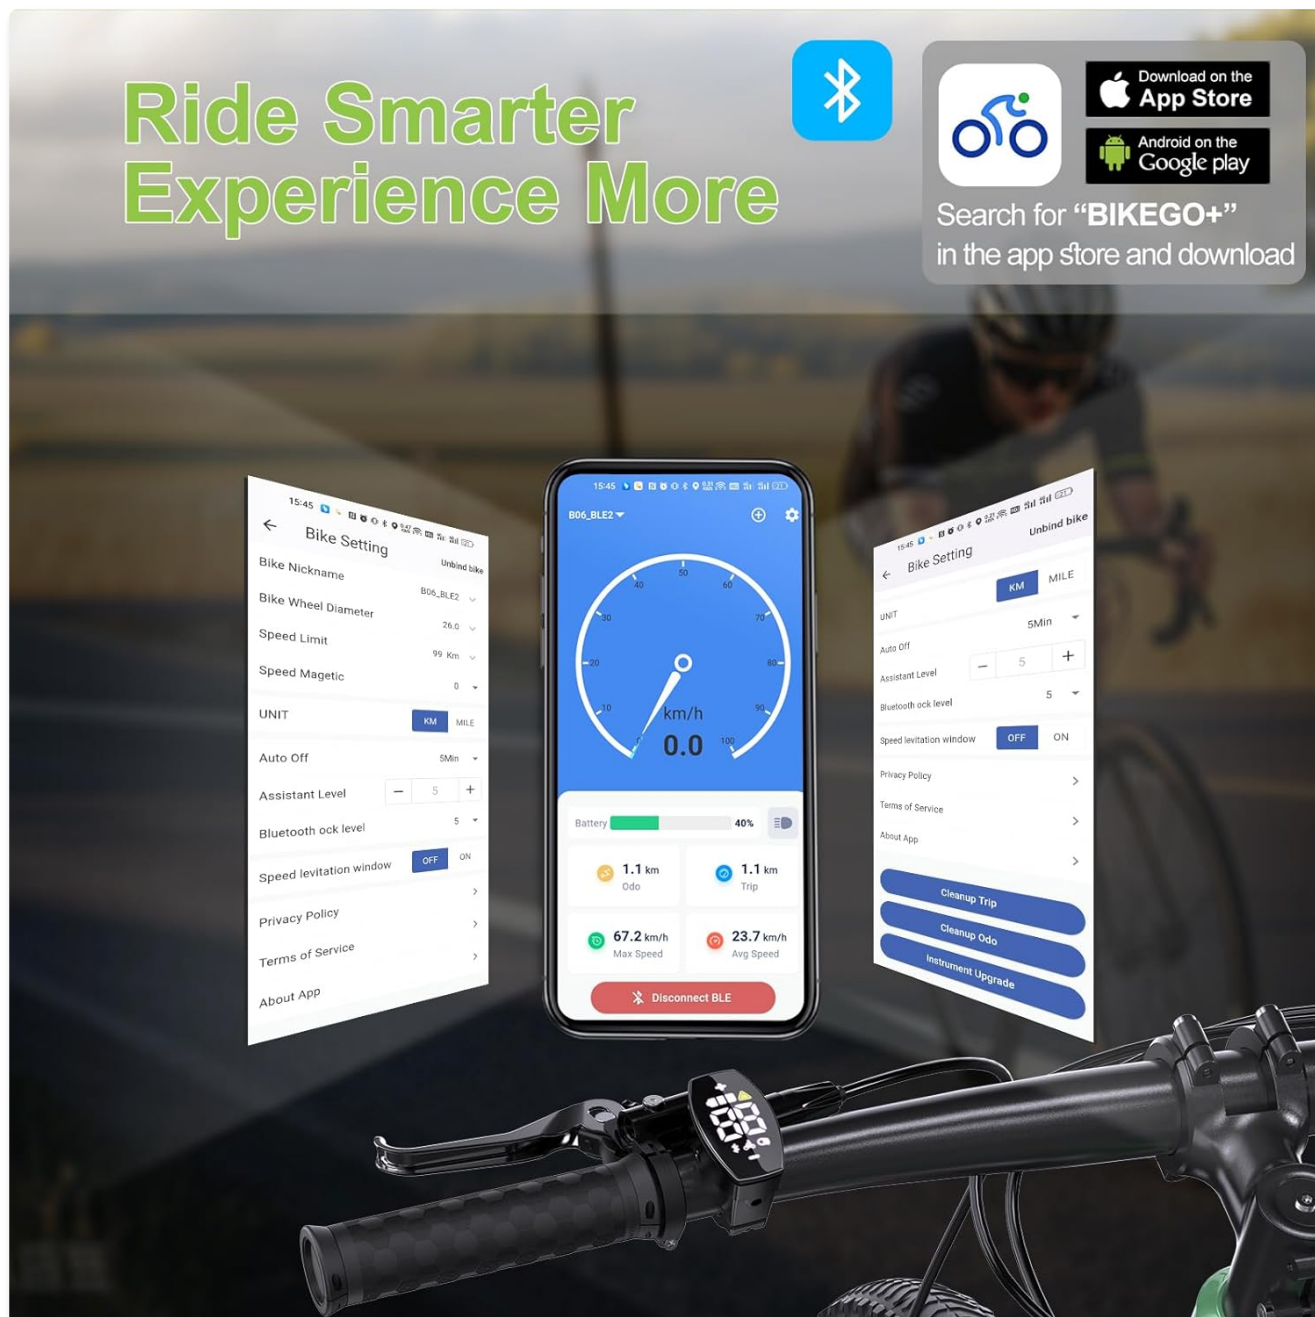 Ride Smarter
Experience More
Download on the
App Store
Android on the
Google play
Search for “BIKEGO+”
in the app store and download
15:45
Bike Setting
Unbind bike
Bike Nickname
B06_BLE2
Bike Wheel Diameter
26.0
Speed Limit
99 Km
Speed Magetic
0
UNIT
KM MILE
Auto Off
5Min
Assistant Level
− 5 +
Bluetooth ock level
5
Speed levitation window
OFF ON
Privacy Policy
Terms of Service
About App
15:45
B06_BLE2
0
10
20
30
40
50
60
70
80
90
100
km/h
0.0
Battery
40%
1.1 km
Odo
1.1 km
Trip
67.2 km/h
Max Speed
23.7 km/h
Avg Speed
Disconnect BLE
15:45
Bike Setting
Unbind bike
UNIT
KM MILE
Auto Off
5Min
Assistant Level
− 5 +
Bluetooth ock level
5
Speed levitation window
OFF ON
Privacy Policy
Terms of Service
About App
Cleanup Trip
Cleanup Odo
Instrument Upgrade